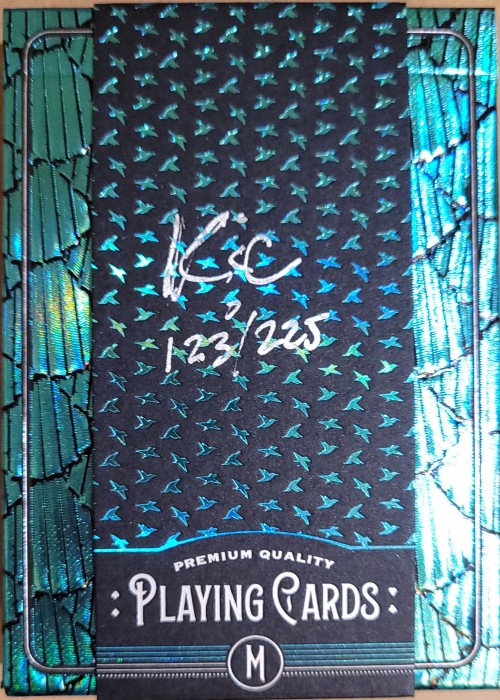 123/225
PREMIUM QUALITY
PLAYING CARDS
M